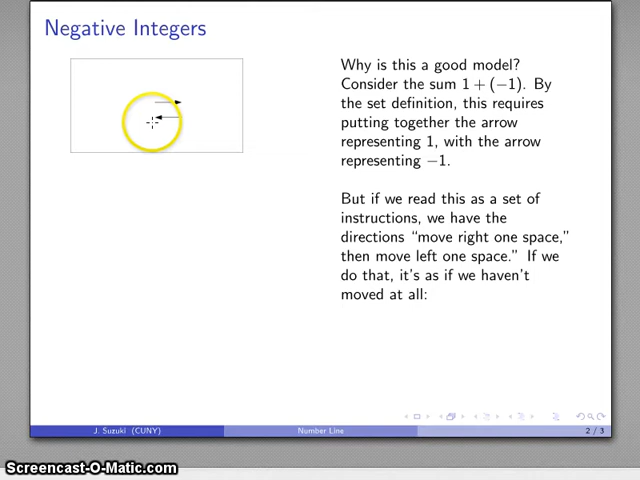 Negative Integers
Why is this a good model?
Consider the sum 1 + (−1). By
the set definition, this requires
putting together the arrow
representing 1, with the arrow
representing −1.
But if we read this as a set of
instructions, we have the
directions “move right one space,”
then move left one space.” If we
do that, it's as if we haven't
moved at all:
J. Suzuki (CUNY)
Number Line
2 / 3
Screencast-O-Matic.com